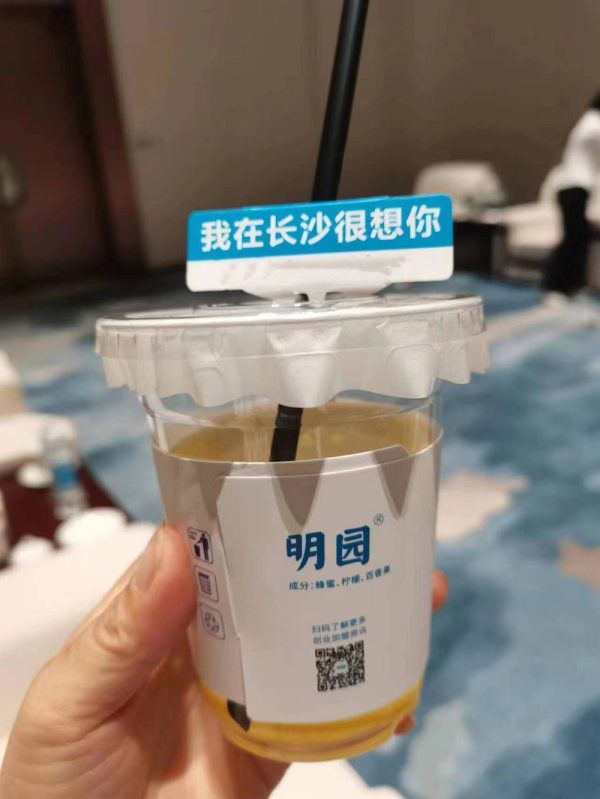 我在长沙很想你
明园®
成分:蜂蜜、柠檬、百香果
扫码了解更多
创业加盟资讯